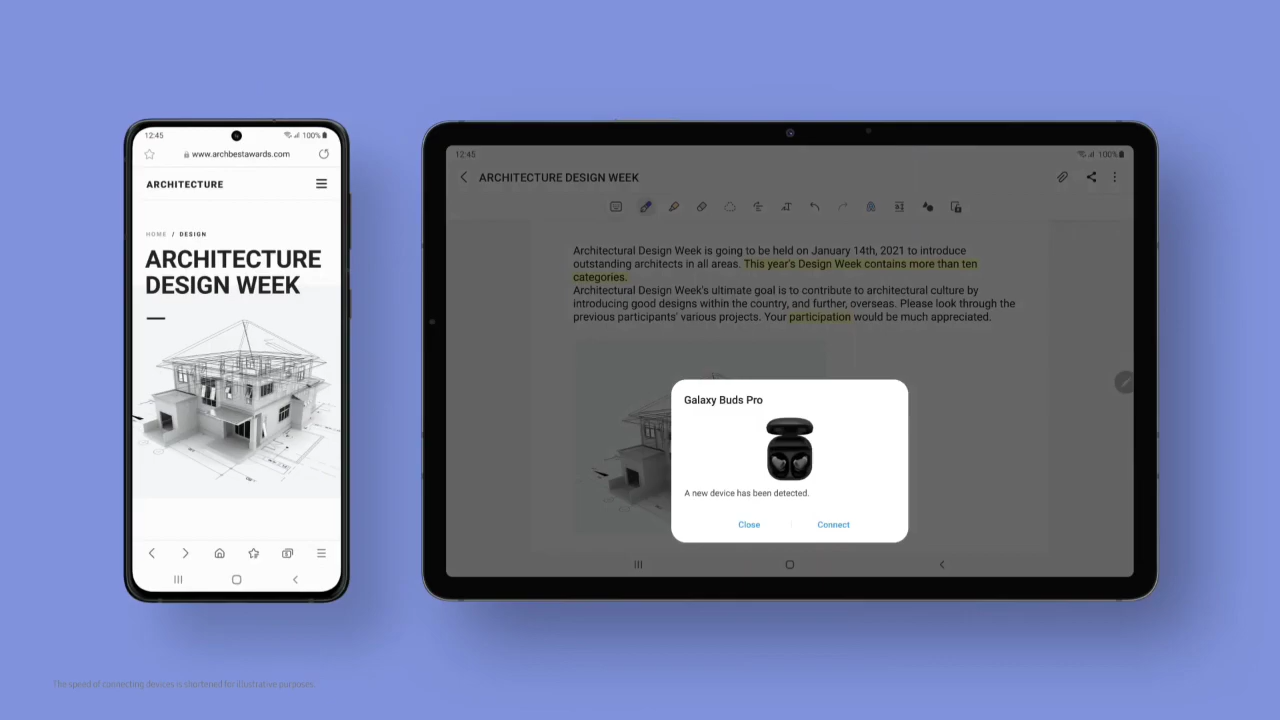 12:45
100%
www.archbestawards.com
ARCHITECTURE
HOME / DESIGN
ARCHITECTURE
DESIGN WEEK
12:45
100%
ARCHITECTURE DESIGN WEEK
Architectural Design Week is going to be held on January 14th, 2021 to introduce
outstanding architects in all areas. This year's Design Week contains more than ten
categories.
Architectural Design Week's ultimate goal is to contribute to architectural culture by
introducing good designs within the country, and further, overseas. Please look through the
previous participants' various projects. Your participation would be much appreciated.
Galaxy Buds Pro
A new device has been detected.
Close
Connect
The speed of connecting devices is shortened for illustrative purposes.